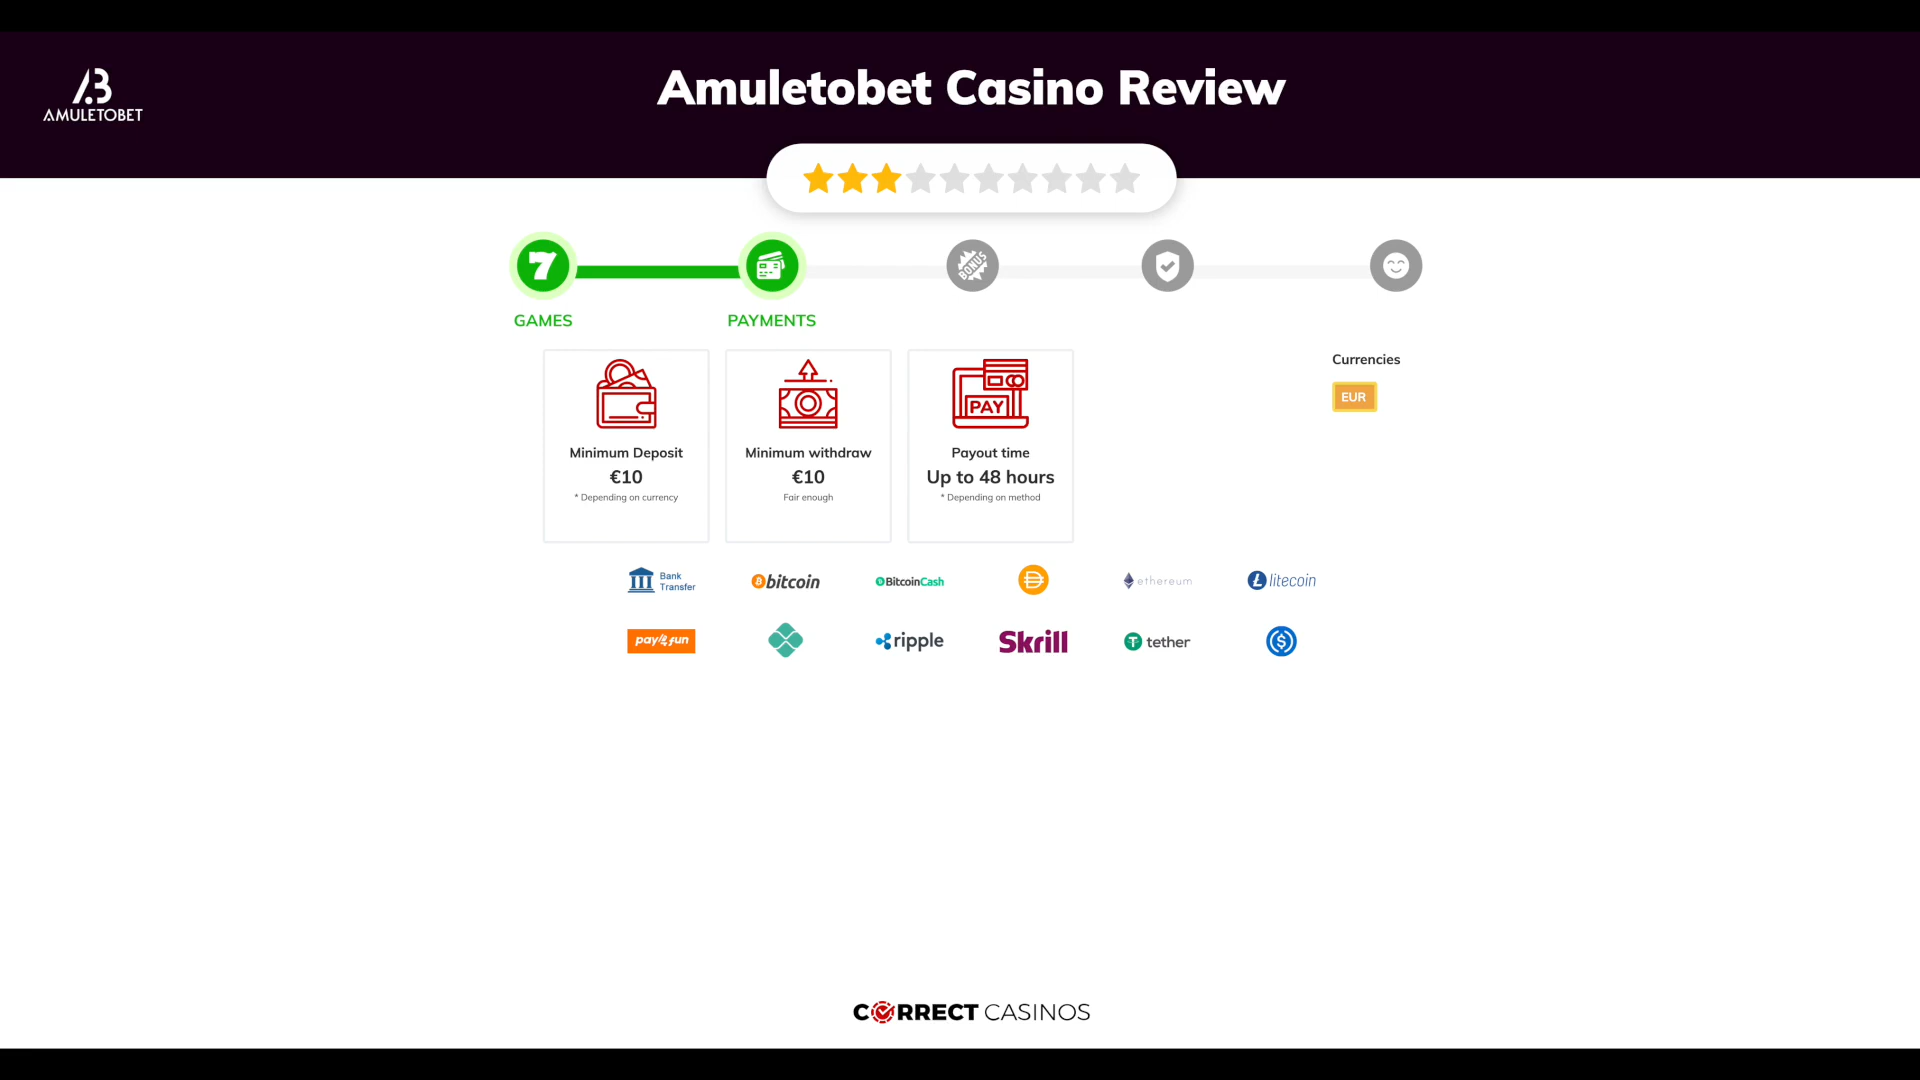 AMULETOBET
Amuletobet Casino Review
7
BONUS
GAMES
PAYMENTS
PAY
Minimum Deposit
€10
* Depending on currency
Minimum withdraw
€10
Fair enough
Payout time
Up to 48 hours
* Depending on method
Currencies
EUR
Bank
Transfer
bitcoin
BitcoinCash
ethereum
litecoin
pay4fun
ripple
Skrill
tether
CORRECT CASINOS